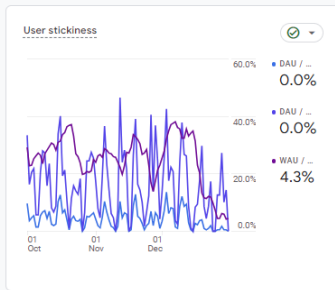 User stickiness
60.0%
40.0%
20.0%
0.0%
01
Oct
01
Nov
01
Dec
DAU / ...
0.0%
DAU / ...
0.0%
WAU / ...
4.3%